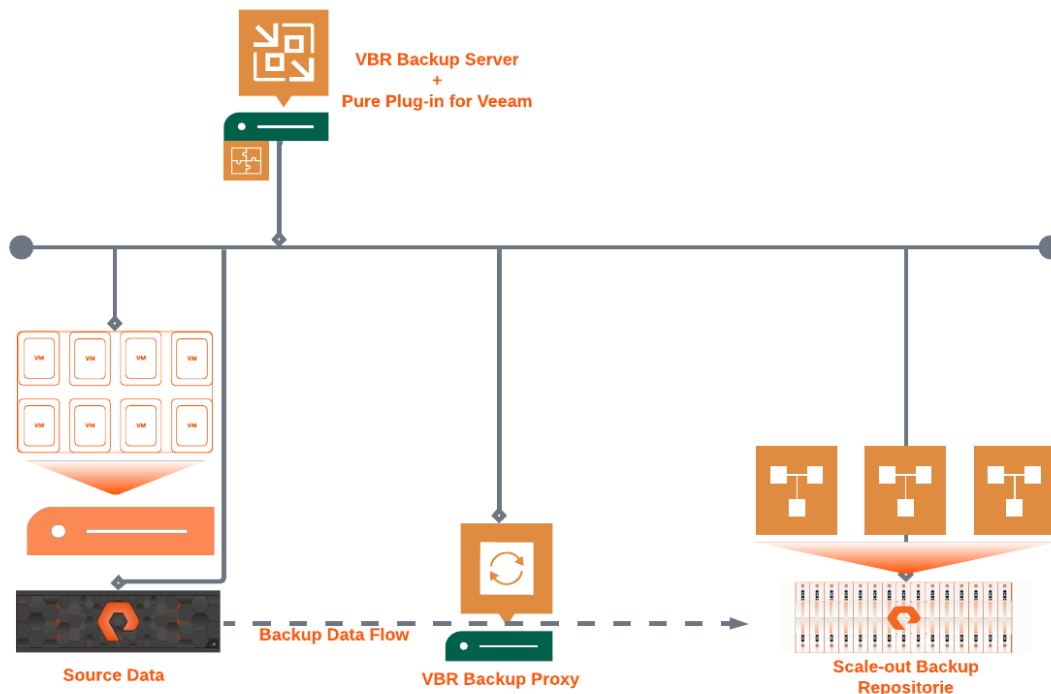 VBR Backup Server
+
Pure Plug-in for Veeam
VM VM VM VM
VM VM VM VM
Backup Data Flow
Source Data
VBR Backup Proxy
Scale-out Backup
Repositorie